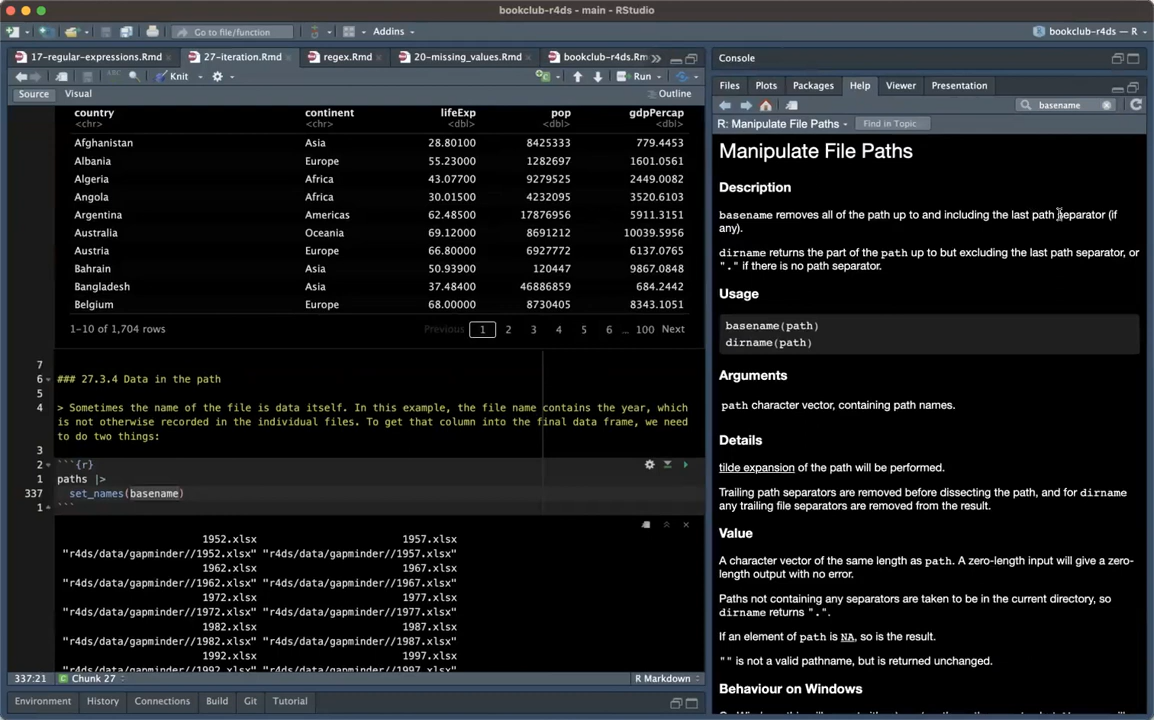 bookclub-r4ds - main - RStudio
Go to file/function
Addins
bookclub-r4ds - R
17-regular-expressions.Rmd
27-iteration.Rmd
regex.Rmd
20-missing_values.Rmd
bookclub-r4ds.Rm
Knit
Run
Source
Visual
Outline
country continent lifeExp pop gdpPercap
<chr> <chr> <dbl> <dbl> <dbl>
Afghanistan Asia 28.80100 8425333 779.4453
Albania Europe 55.23000 1282697 1601.0561
Algeria Africa 43.07700 9279525 2449.0082
Angola Africa 30.01500 4232095 3520.6103
Argentina Americas 62.48500 17876956 5911.3151
Australia Oceania 69.12000 8691212 10039.5956
Austria Europe 66.80000 6927772 6137.0765
Bahrain Asia 50.93900 120447 9867.0848
Bangladesh Asia 37.48400 46886859 684.2442
Belgium Europe 68.00000 8730405 8343.1051
1-10 of 1,704 rows
Previous 1 2 3 4 5 6 … 100 Next
7
6 ### 27.3.4 Data in the path
5
4 > Sometimes the name of the file is data itself. In this example, the file name contains the year, which
is not otherwise recorded in the individual files. To get that column into the final data frame, we need
to do two things:
3
2 ```{r}
1 paths |>
337 set_names(basename)
1 ```
1952.xlsx 1957.xlsx
"r4ds/data/gapminder//1952.xlsx" "r4ds/data/gapminder//1957.xlsx"
1962.xlsx 1967.xlsx
"r4ds/data/gapminder//1962.xlsx" "r4ds/data/gapminder//1967.xlsx"
1972.xlsx 1977.xlsx
"r4ds/data/gapminder//1972.xlsx" "r4ds/data/gapminder//1977.xlsx"
1982.xlsx 1987.xlsx
"r4ds/data/gapminder//1982.xlsx" "r4ds/data/gapminder//1987.xlsx"
1992.xlsx 1997.xlsx
"r4ds/data/gapminder//1992.xlsx" "r4ds/data/gapminder//1997.xlsx"
337:21
Chunk 27
R Markdown
Environment
History
Connections
Build
Git
Tutorial
Console
Files
Plots
Packages
Help
Viewer
Presentation
basename
R: Manipulate File Paths
Find in Topic
Manipulate File Paths
Description
basename removes all of the path up to and including the last path separator (if
any).
dirname returns the part of the path up to but excluding the last path separator, or
"." if there is no path separator.
Usage
basename(path)
dirname(path)
Arguments
path character vector, containing path names.
Details
tilde expansion of the path will be performed.
Trailing path separators are removed before dissecting the path, and for dirname
any trailing file separators are removed from the result.
Value
A character vector of the same length as path. A zero-length input will give a zero-
length output with no error.
Paths not containing any separators are taken to be in the current directory, so
dirname returns ".".
If an element of path is NA, so is the result.
"" is not a valid pathname, but is returned unchanged.
Behaviour on Windows